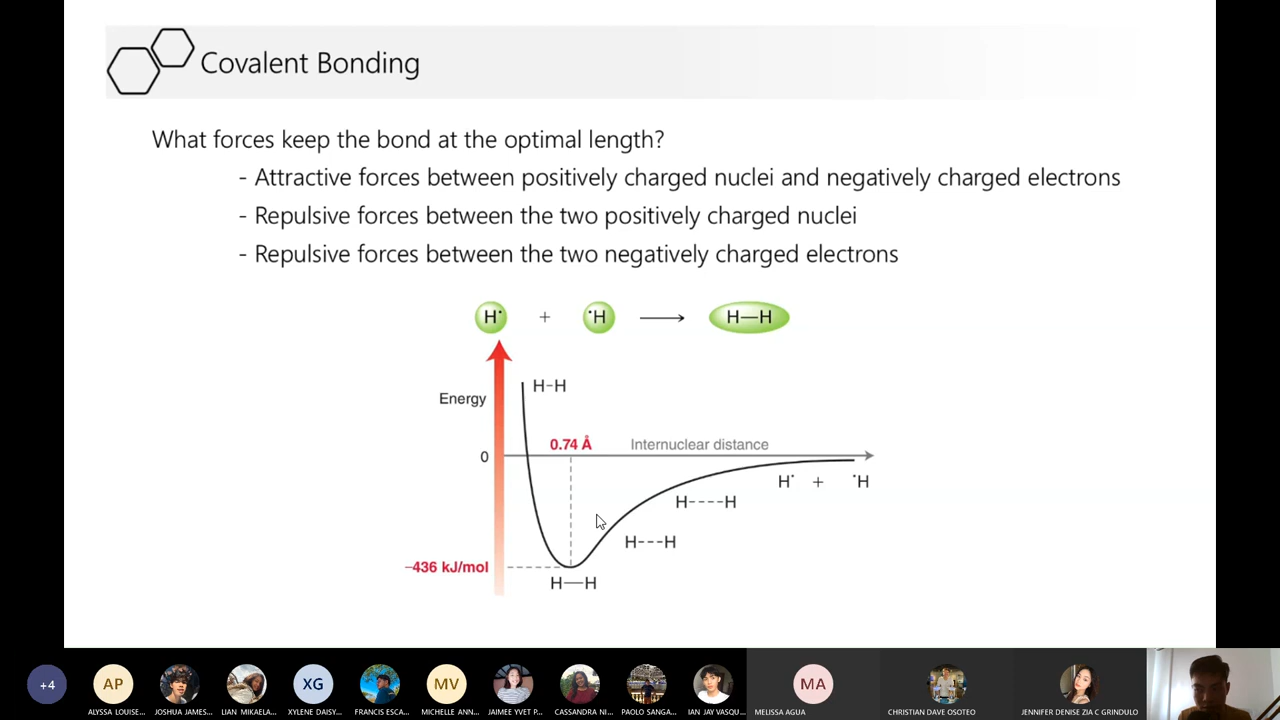 Covalent Bonding
What forces keep the bond at the optimal length?
- Attractive forces between positively charged nuclei and negatively charged electrons
- Repulsive forces between the two positively charged nuclei
- Repulsive forces between the two negatively charged electrons
H· + ·H ⟶ H—H
H-H
Energy
0.74 Å Internuclear distance
0
H· + ·H
H----H
H---H
–436 kJ/mol
H—H
+4 AP XG MV MA
ALYSSA LOUISE... JOSHUA JAMES... LIAN MIKAELA... XYLENE DAISY... FRANCIS ESCA... MICHELLE ANN... JAIMEE YVET P... CASSANDRA NI... PAOLO SANGA... IAN JAY VASQU... MELISSA AGUA CHRISTIAN DAVE OSOTEO JENNIFER DENISE ZIA C GRINDULO